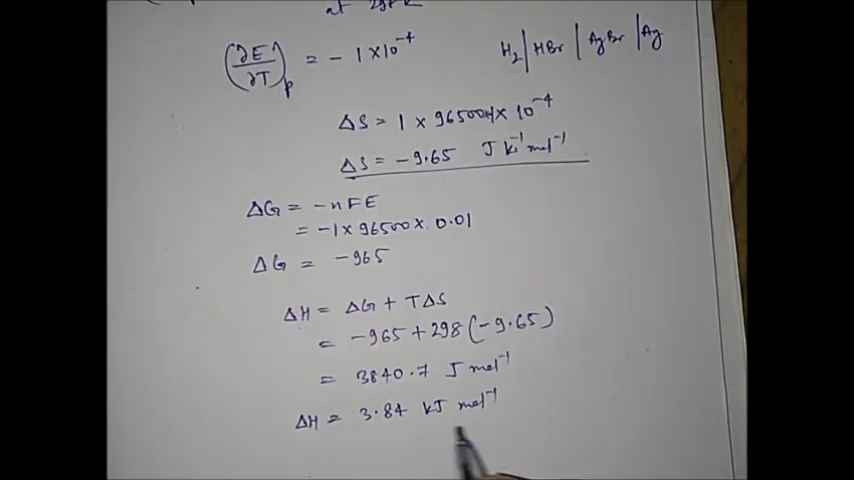 at 298 K
(∂E/∂T)p = - 1×10⁻⁴
H₂|HBr|AgBr|Ag
ΔS = 1 × 96500 × 10⁻⁴
ΔS = -9.65 J K⁻¹ mol⁻¹
ΔG = -nFE
= -1×96500×0.01
ΔG = -965
ΔH = ΔG + TΔS
= -965+298(-9.65)
= 3840.7 J mol⁻¹
ΔH = 3.84 kJ mol⁻¹